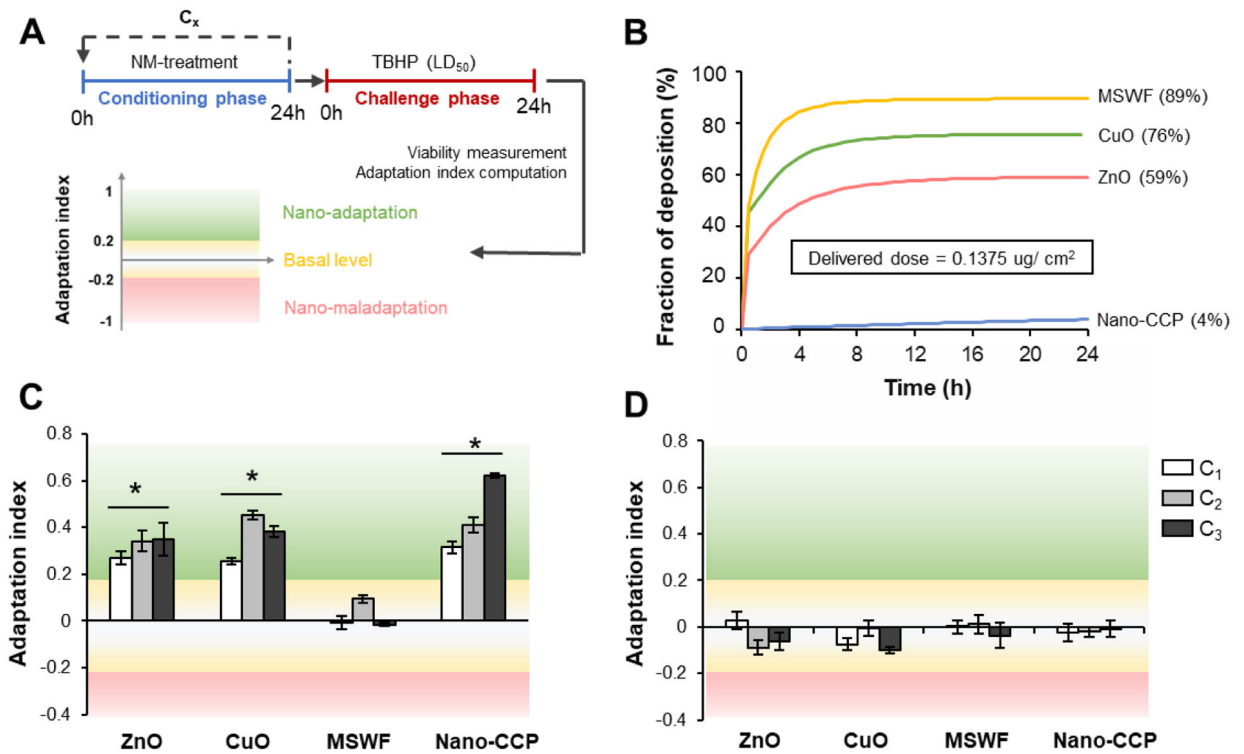 A
Cx
NM-treatment
TBHP (LD50)
Conditioning phase
Challenge phase
0h
24h
0h
24h
Viability measurement
Adaptation index computation
Adaptation index
1
0.2
-0.2
-1
Nano-adaptation
Basal level
Nano-maladaptation
B
Fraction of deposition (%)
100
80
60
40
20
0
0 4 8 12 16 20 24
Time (h)
MSWF (89%)
CuO (76%)
ZnO (59%)
Nano-CCP (4%)
Delivered dose = 0.1375 ug/ cm2
C
Adaptation index
0.8
0.6
0.4
0.2
0
-0.2
-0.4
* * *
ZnO CuO MSWF Nano-CCP
D
Adaptation index
0.8
0.6
0.4
0.2
0
-0.2
-0.4
ZnO CuO MSWF Nano-CCP
C1
C2
C3